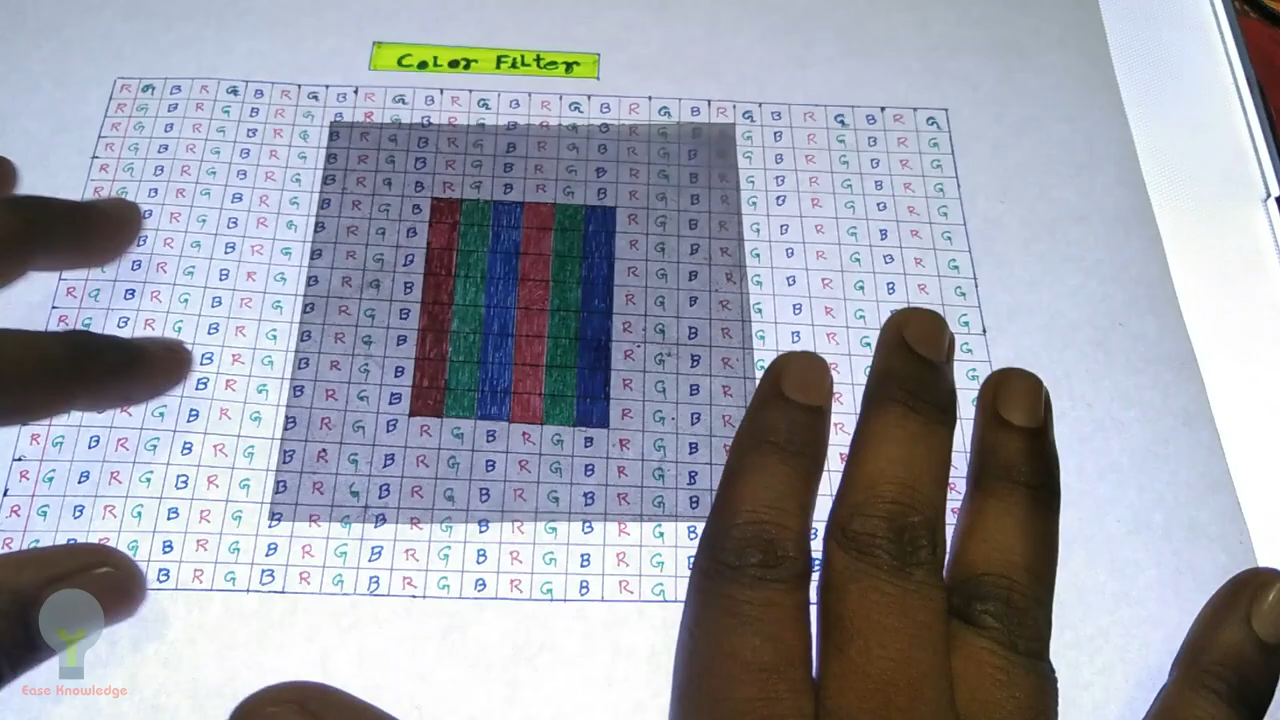 Color Filter
R G B R G B R G B R G B R G B R G B R G B R G B R G B R G
R G B R G B R G B R G B R G B R G B R G B R G B R G B R G
R G B R G B R G B R G B R G B R G B R G B R G B R G B R G
R G B R G B R G B R G B R G B R G B R G B R G B R G B R G
R G B R G B R G B R G B R G B R G B R G B R G B R G B R G
R G B R G B R G B R G B R G B R G B R G B R G B R G B R G
B R G B R G B R G B R G B R G B R G B R G
B R G B R G B R G B R G B R G B R G B R G
B R G B R G B R G B R G B R G B R G B R G
R G B R G B R G B R G B R G B R G B R G B R G
R G B R G B R G B R G B R G B R G B R G G
B R G B R G B R G B R G R G
B R G B R G B R G B R
G B R G B R G B R G B R R
R G B R G B R G B R G B R G B R G B R G B
R G B R G B R G B R G B R G B R G B R G B
R G B R G B R G B R G B R G B R G B R G B
R G B R G B R G B R G B R G B R G B R G B
B R G B R G B R G B R G B R G
Ease Knowledge